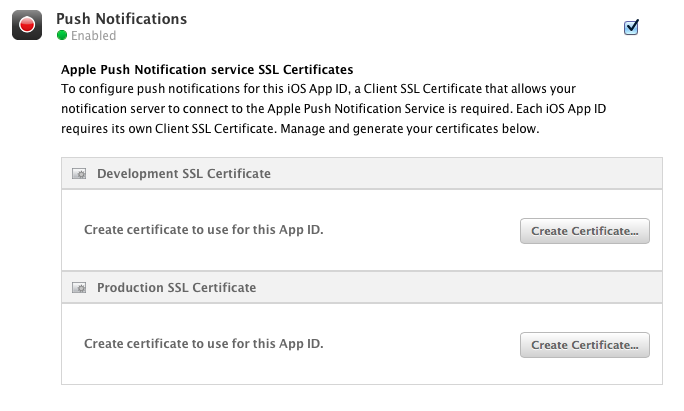 Push Notifications
Enabled
Apple Push Notification service SSL Certificates
To configure push notifications for this iOS App ID, a Client SSL Certificate that allows your
notification server to connect to the Apple Push Notification Service is required. Each iOS App ID
requires its own Client SSL Certificate. Manage and generate your certificates below.
Development SSL Certificate
Create certificate to use for this App ID.
Create Certificate...
Production SSL Certificate
Create certificate to use for this App ID.
Create Certificate...